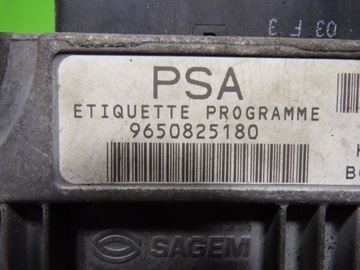 03 F 3
PSA
ETIQUETTE PROGRAMME
9650825180
SAGEM